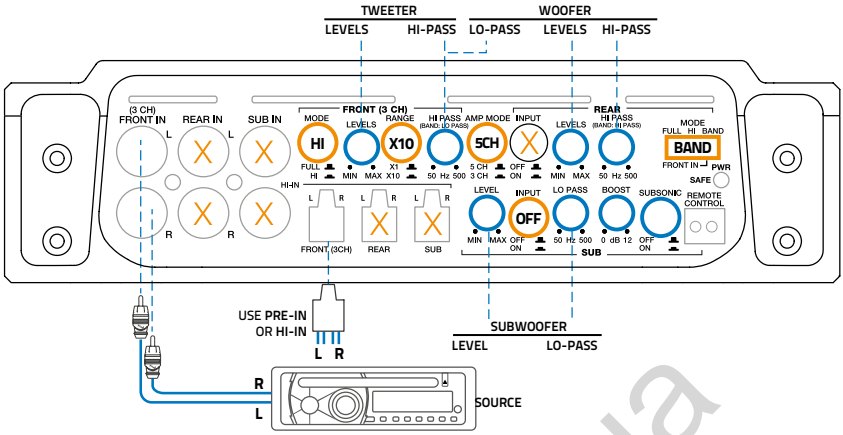 TWEETER
WOOFER
LEVELS HI-PASS LO-PASS LEVELS HI-PASS
FRONT (3 CH)
REAR
(3 CH)
FRONT IN
REAR IN
SUB IN
L
R
L
R
L
R
MODE
HI
FULL
HI
LEVELS
MIN MAX
RANGE
X10
X1
X10
HI PASS
(BAND: LO PASS)
50 Hz 500
AMP MODE
5CH
5 CH
3 CH
INPUT
X
OFF
ON
LEVELS
MIN MAX
HI PASS
(BAND: HI PASS)
50 Hz 500
MODE
FULL HI BAND
BAND
FRONT IN
PWR
SAFE
REMOTE
CONTROL
HI-IN
L R
FRONT (3CH)
L R
X
REAR
L R
X
SUB
X X
X X
LEVEL
MIN MAX
INPUT
OFF
OFF
ON
LO PASS
50 Hz 500
BOOST
0 dB 12
SUBSONIC
OFF
ON
SUB
USE PRE-IN
OR HI-IN
L R
SUBWOOFER
LEVEL LO-PASS
R
L
SOURCE